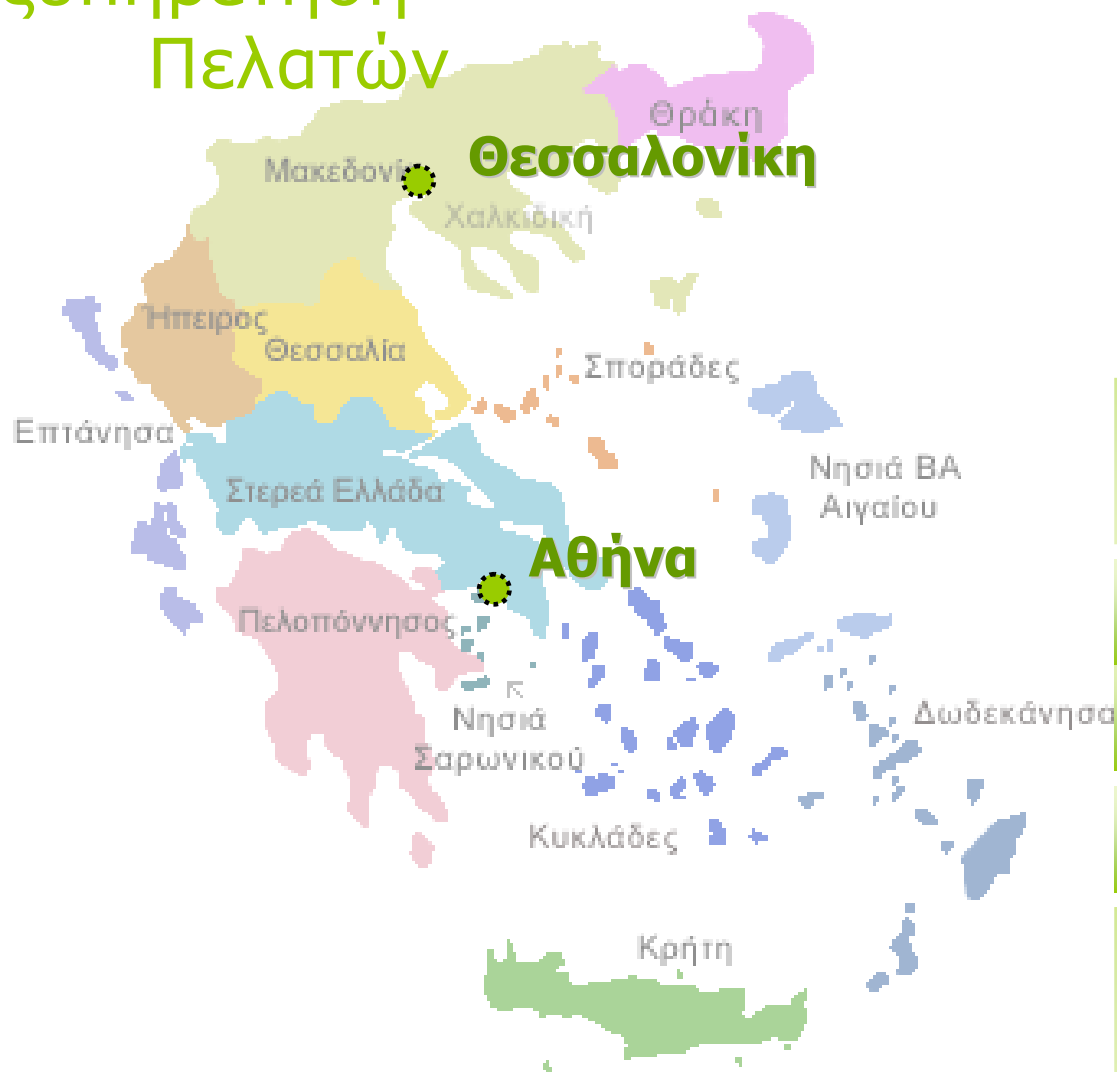 Πελατών
Θράκη
Θεσσαλονίκη
Χαλκιδική
Ήπειρος
Θεσσαλία
Σποράδες
Επτάνησα
Νησιά ΒΑ
Αιγαίου
Στερεά Ελλάδα
Αθήνα
Πελοπόννησος
Νησιά
Σαρωνικού
Δωδεκάνησα
Κυκλάδες
Κρήτη